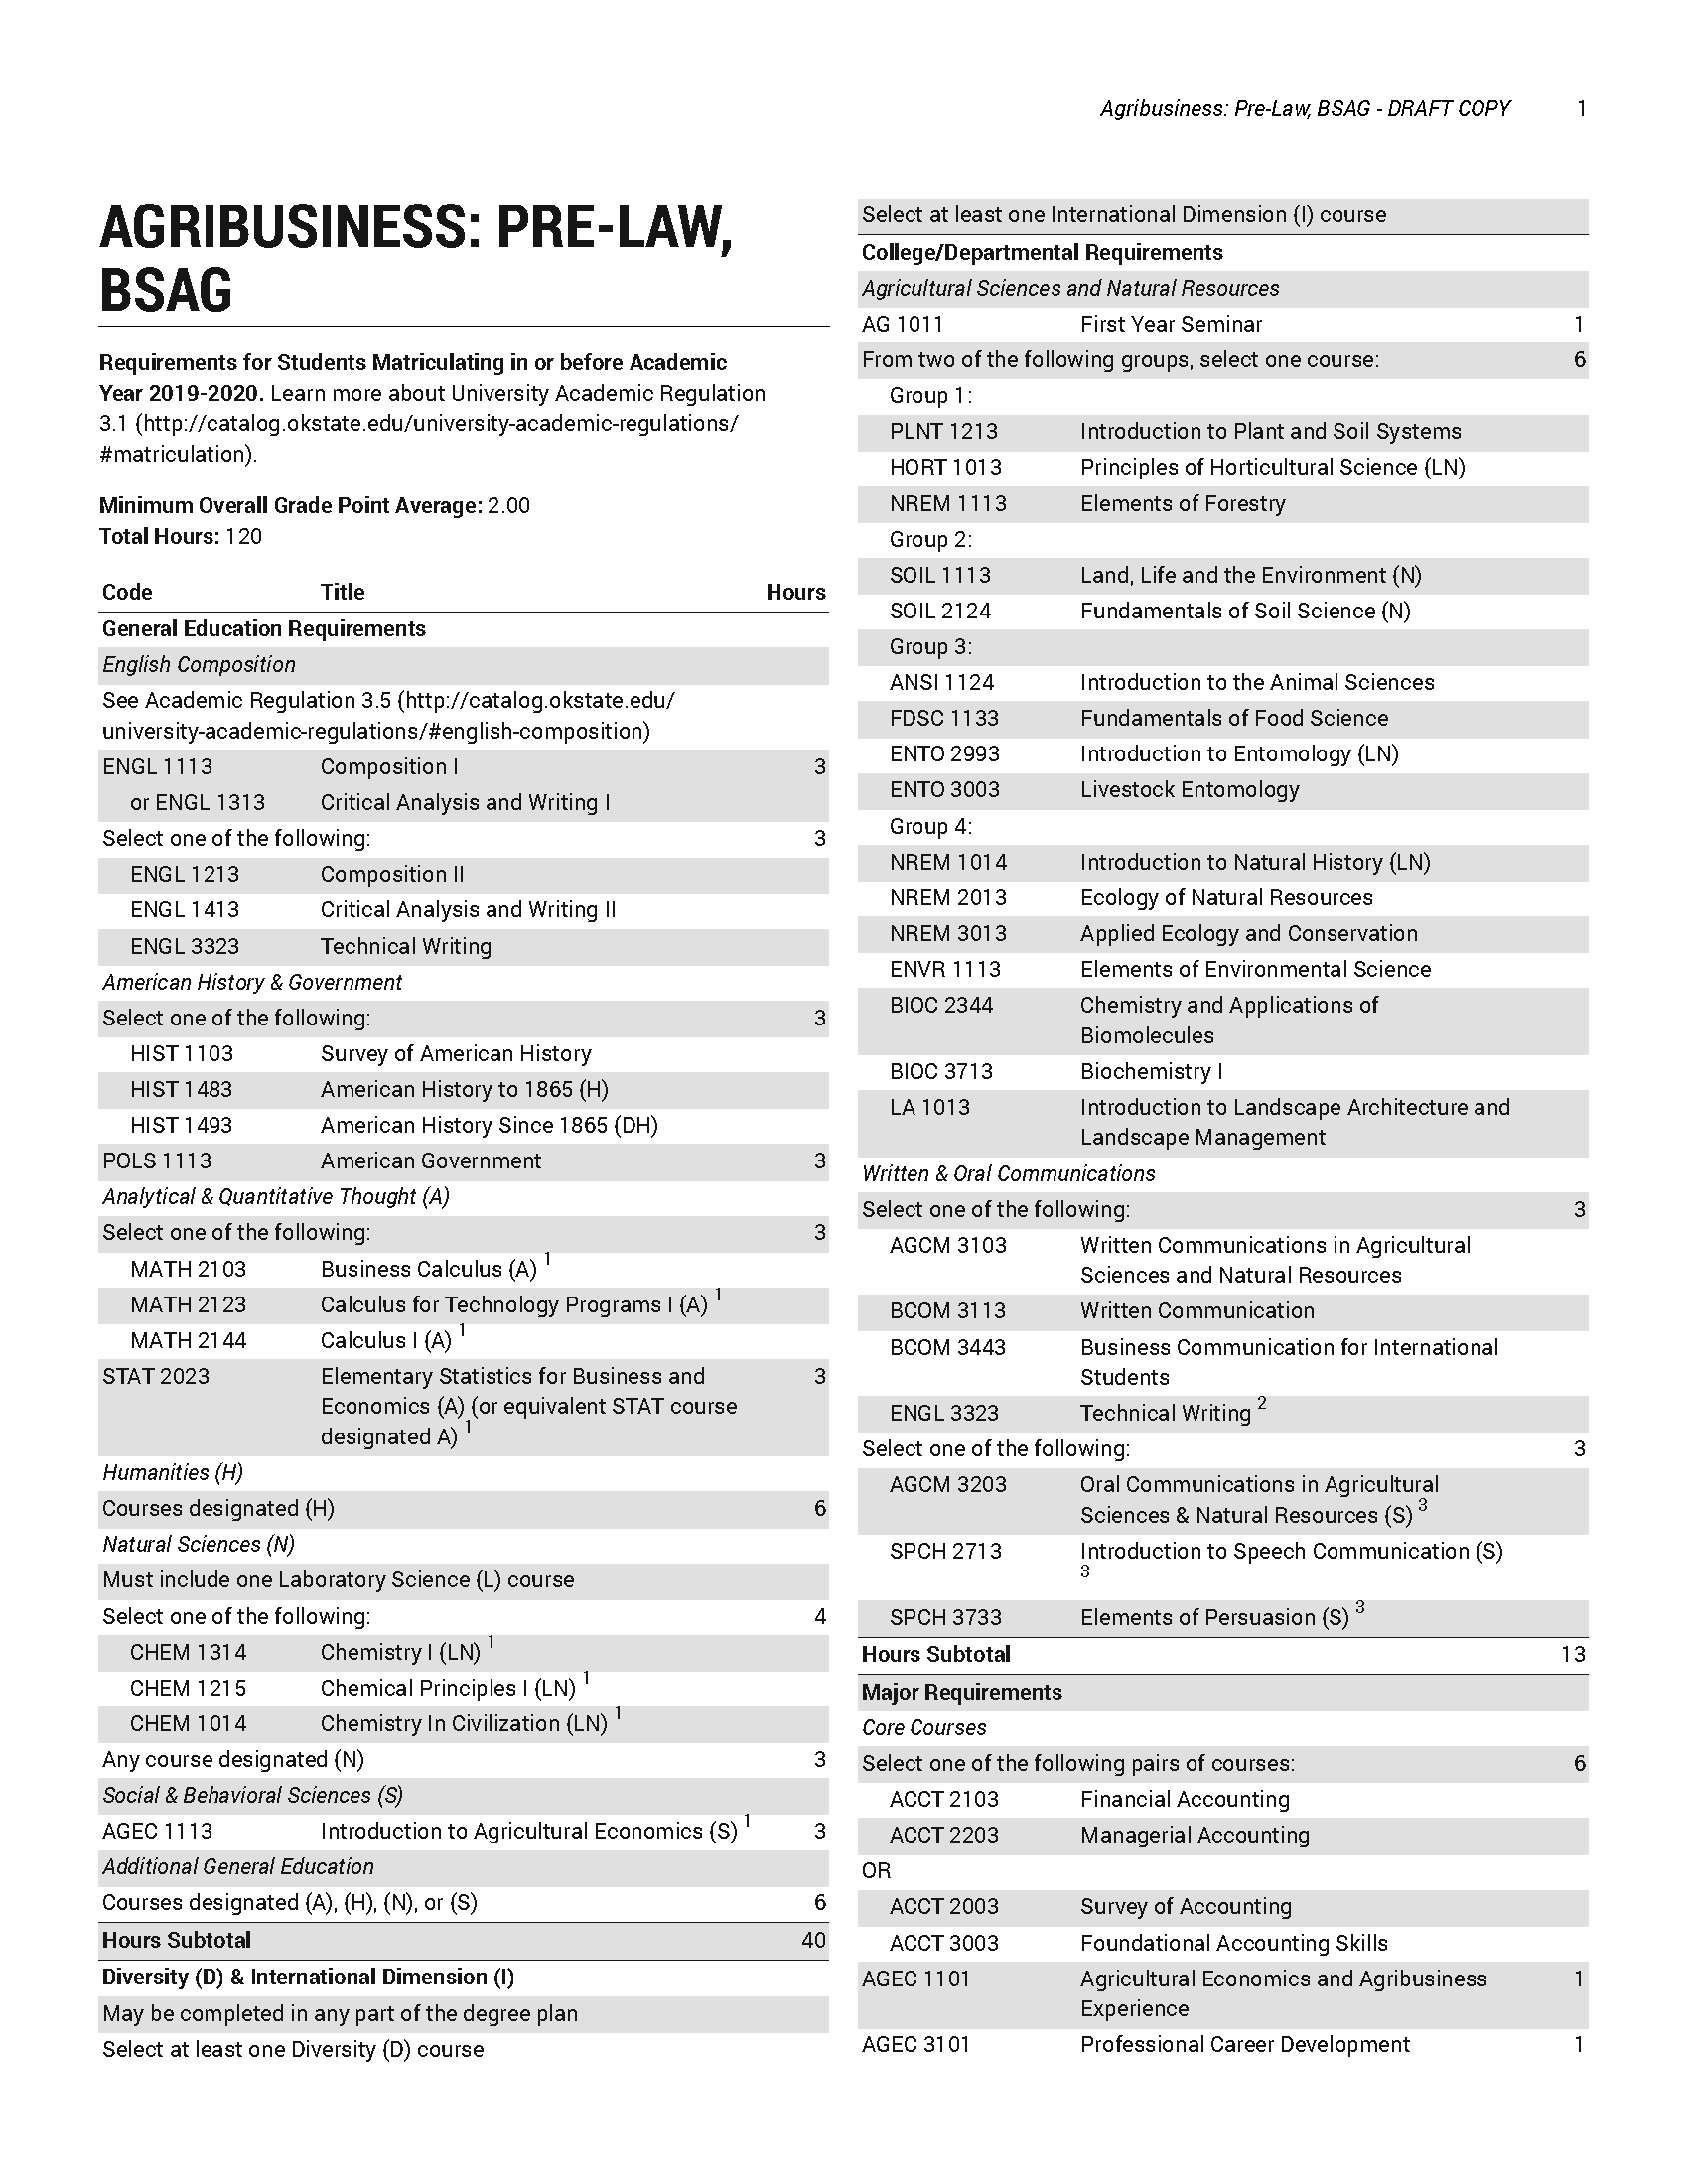 Agribusiness: Pre-Law, BSAG - DRAFT COPY 1
AGRIBUSINESS: PRE-LAW,
BSAG
Requirements for Students Matriculating in or before Academic
Year 2019-2020. Learn more about University Academic Regulation
3.1 (http://catalog.okstate.edu/university-academic-regulations/
#matriculation).
Minimum Overall Grade Point Average: 2.00
Total Hours: 120
Code Title Hours
General Education Requirements
English Composition
See Academic Regulation 3.5 (http://catalog.okstate.edu/
university-academic-regulations/#english-composition)
ENGL 1113 Composition I 3
or ENGL 1313 Critical Analysis and Writing I
Select one of the following: 3
ENGL 1213 Composition II
ENGL 1413 Critical Analysis and Writing II
ENGL 3323 Technical Writing
American History & Government
Select one of the following: 3
HIST 1103 Survey of American History
HIST 1483 American History to 1865 (H)
HIST 1493 American History Since 1865 (DH)
POLS 1113 American Government 3
Analytical & Quantitative Thought (A)
Select one of the following: 3
MATH 2103 Business Calculus (A) 1
MATH 2123 Calculus for Technology Programs I (A) 1
MATH 2144 Calculus I (A) 1
STAT 2023 Elementary Statistics for Business and 3
Economics (A) (or equivalent STAT course
designated A) 1
Humanities (H)
Courses designated (H) 6
Natural Sciences (N)
Must include one Laboratory Science (L) course
Select one of the following: 4
CHEM 1314 Chemistry I (LN) 1
CHEM 1215 Chemical Principles I (LN) 1
CHEM 1014 Chemistry In Civilization (LN) 1
Any course designated (N) 3
Social & Behavioral Sciences (S)
AGEC 1113 Introduction to Agricultural Economics (S) 1 3
Additional General Education
Courses designated (A), (H), (N), or (S) 6
Hours Subtotal 40
Diversity (D) & International Dimension (I)
May be completed in any part of the degree plan
Select at least one Diversity (D) course
Select at least one International Dimension (I) course
College/Departmental Requirements
Agricultural Sciences and Natural Resources
AG 1011 First Year Seminar 1
From two of the following groups, select one course: 6
Group 1:
PLNT 1213 Introduction to Plant and Soil Systems
HORT 1013 Principles of Horticultural Science (LN)
NREM 1113 Elements of Forestry
Group 2:
SOIL 1113 Land, Life and the Environment (N)
SOIL 2124 Fundamentals of Soil Science (N)
Group 3:
ANSI 1124 Introduction to the Animal Sciences
FDSC 1133 Fundamentals of Food Science
ENTO 2993 Introduction to Entomology (LN)
ENTO 3003 Livestock Entomology
Group 4:
NREM 1014 Introduction to Natural History (LN)
NREM 2013 Ecology of Natural Resources
NREM 3013 Applied Ecology and Conservation
ENVR 1113 Elements of Environmental Science
BIOC 2344 Chemistry and Applications of
Biomolecules
BIOC 3713 Biochemistry I
LA 1013 Introduction to Landscape Architecture and
Landscape Management
Written & Oral Communications
Select one of the following: 3
AGCM 3103 Written Communications in Agricultural
Sciences and Natural Resources
BCOM 3113 Written Communication
BCOM 3443 Business Communication for International
Students
ENGL 3323 Technical Writing 2
Select one of the following: 3
AGCM 3203 Oral Communications in Agricultural
Sciences & Natural Resources (S) 3
SPCH 2713 Introduction to Speech Communication (S)
3
SPCH 3733 Elements of Persuasion (S) 3
Hours Subtotal 13
Major Requirements
Core Courses
Select one of the following pairs of courses: 6
ACCT 2103 Financial Accounting
ACCT 2203 Managerial Accounting
OR
ACCT 2003 Survey of Accounting
ACCT 3003 Foundational Accounting Skills
AGEC 1101 Agricultural Economics and Agribusiness 1
Experience
AGEC 3101 Professional Career Development 1